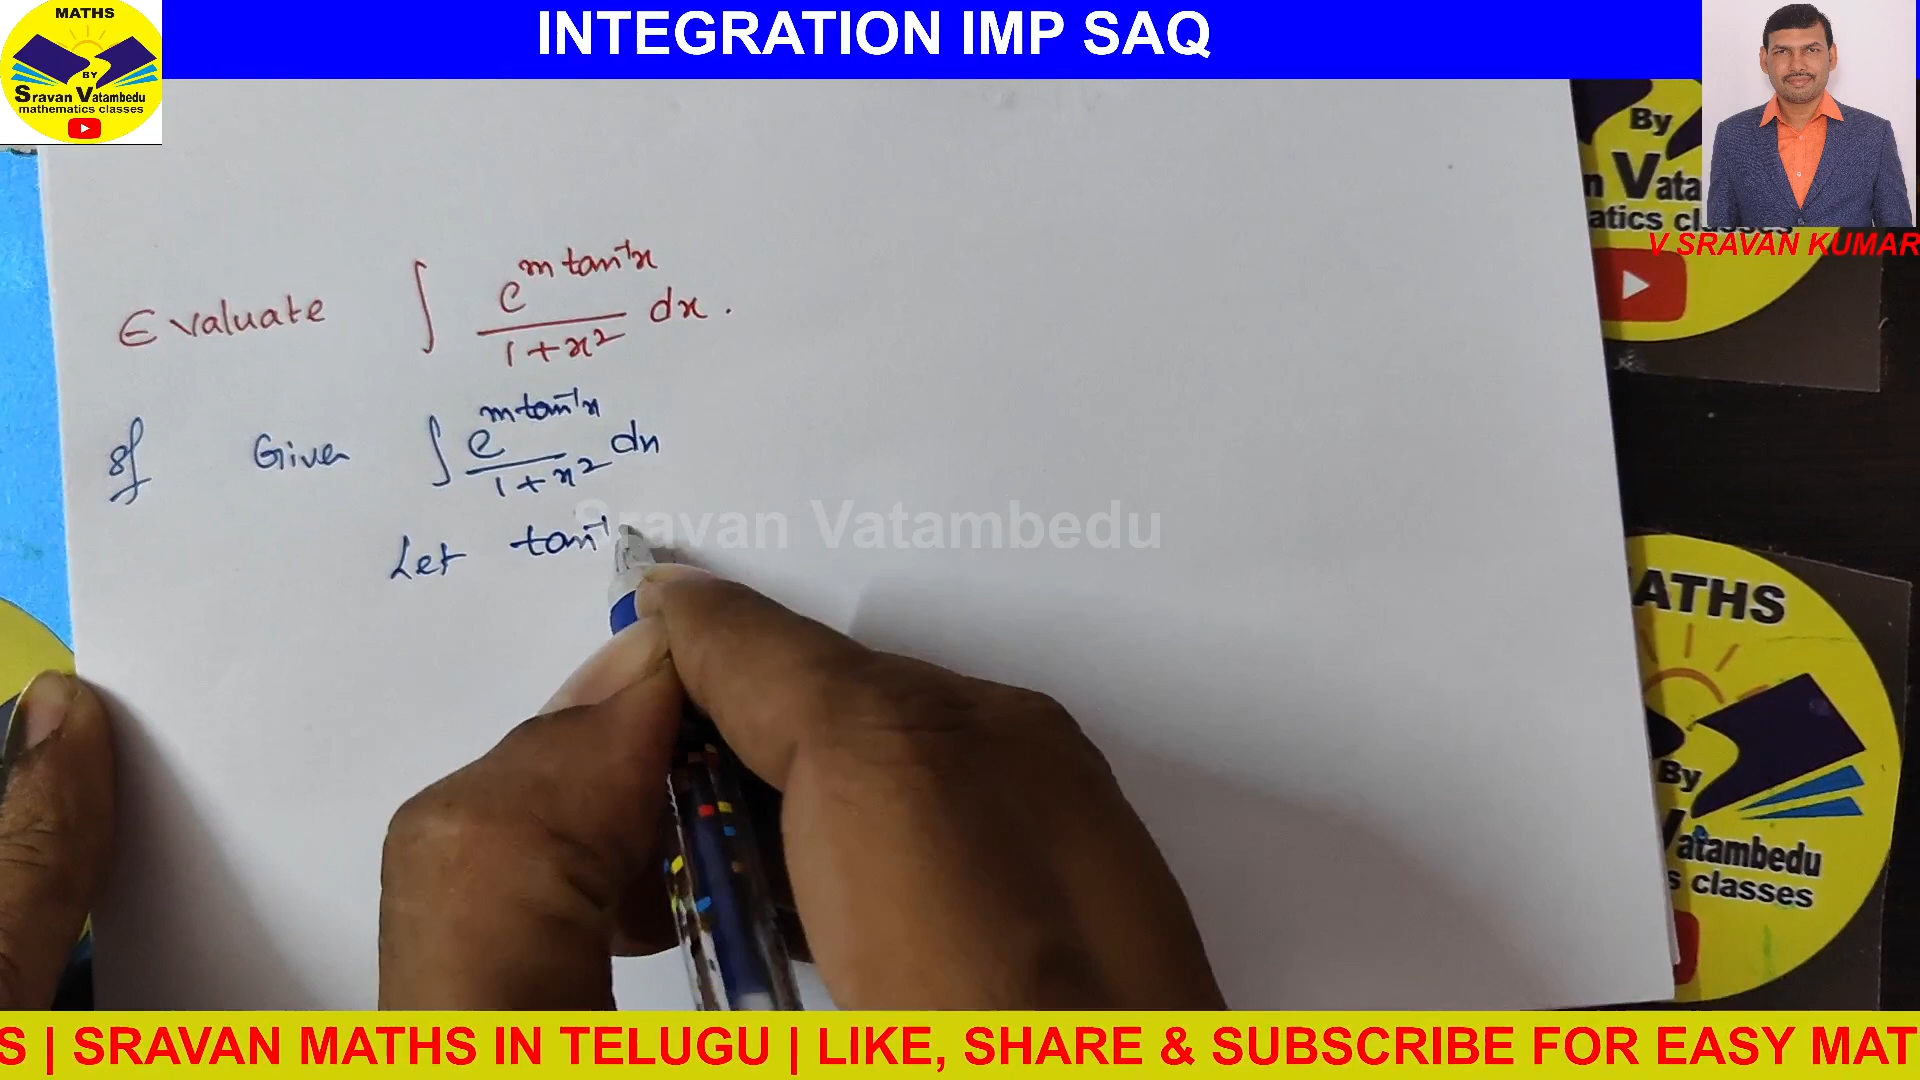 MATHS
BY
Sravan Vatambedu
mathematics classes
INTEGRATION IMP SAQ
V SRAVAN KUMAR
By
n Vata
atics cl
Evaluate ∫ e^(m tan⁻¹x) / (1+x²) dx.
Given ∫ e^(m tan⁻¹x) / (1+x²) dx
Let tan⁻¹
Sravan Vatambedu
ATHS
By
Vatambedu
s classes
S | SRAVAN MATHS IN TELUGU | LIKE, SHARE & SUBSCRIBE FOR EASY MAT